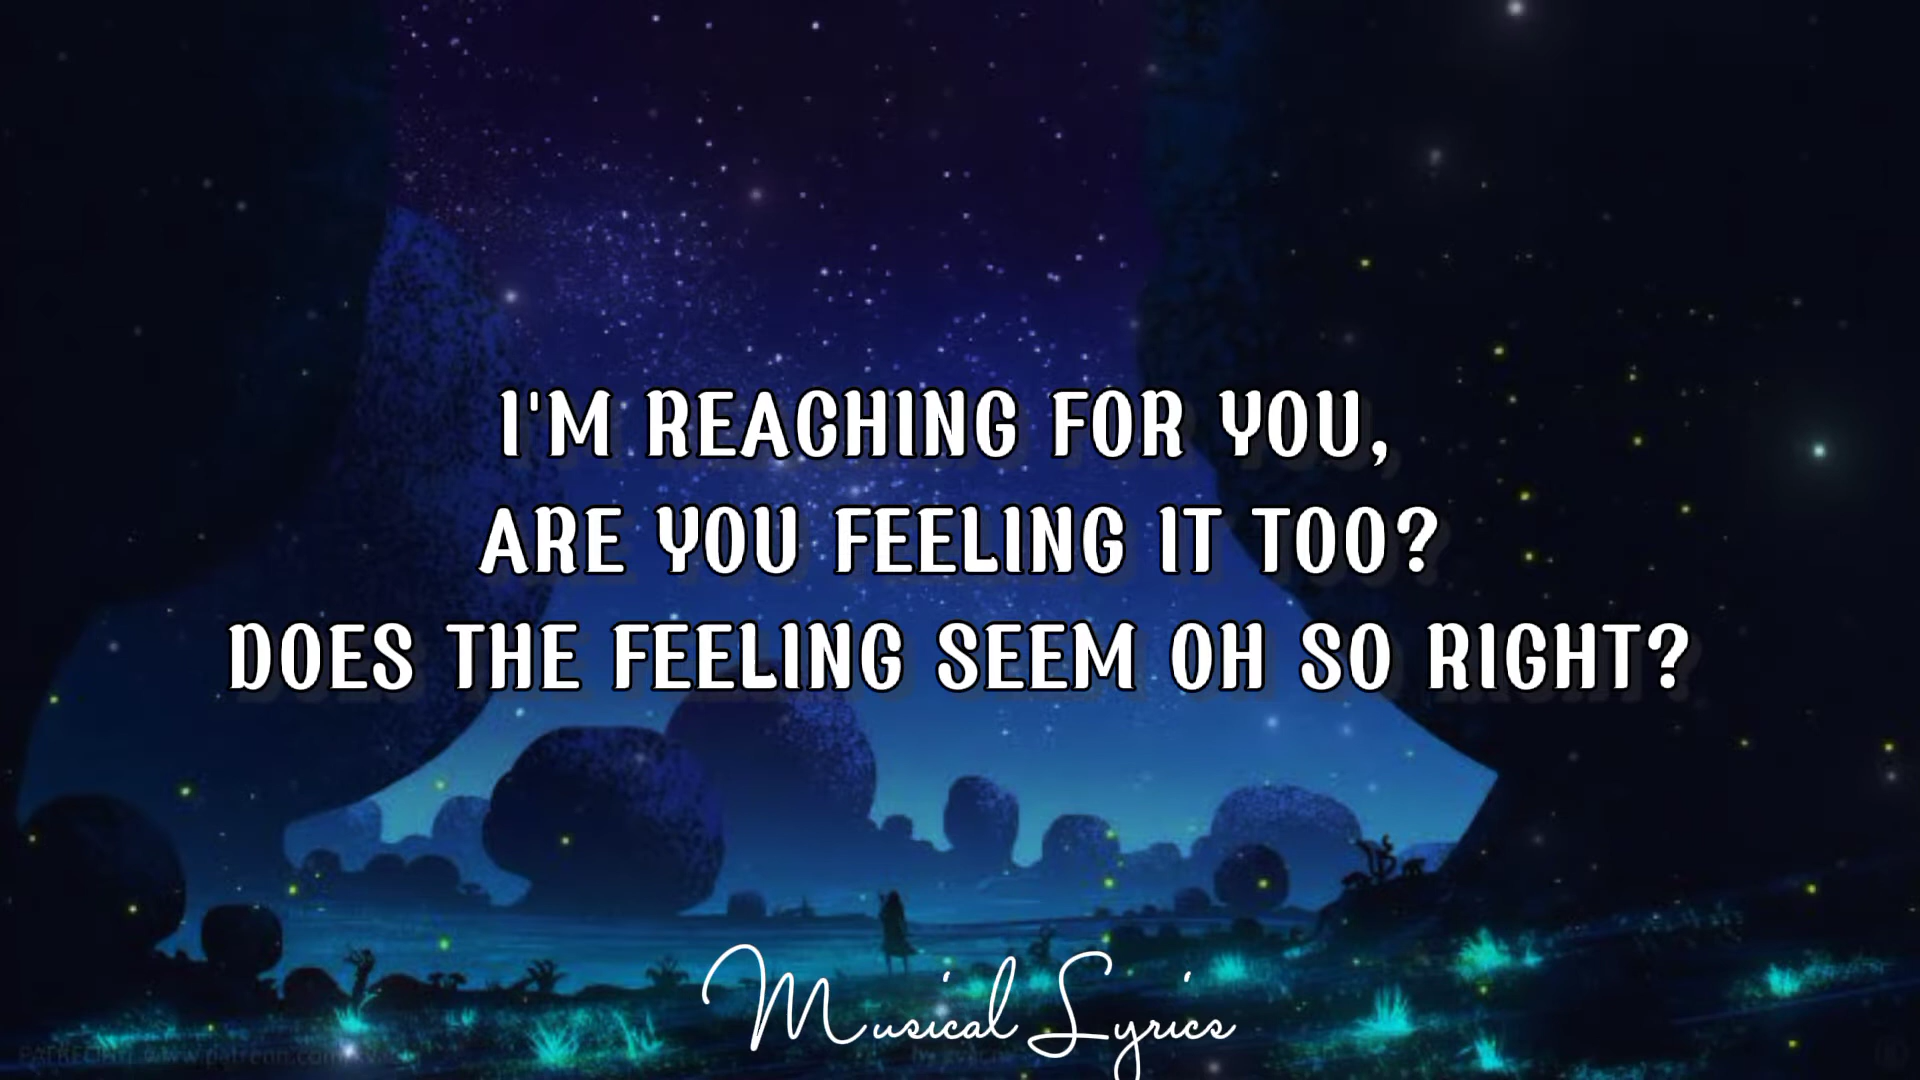 I'M REACHING FOR YOU,
ARE YOU FEELING IT TOO?
DOES THE FEELING SEEM OH SO RIGHT?
Musical Lyrics